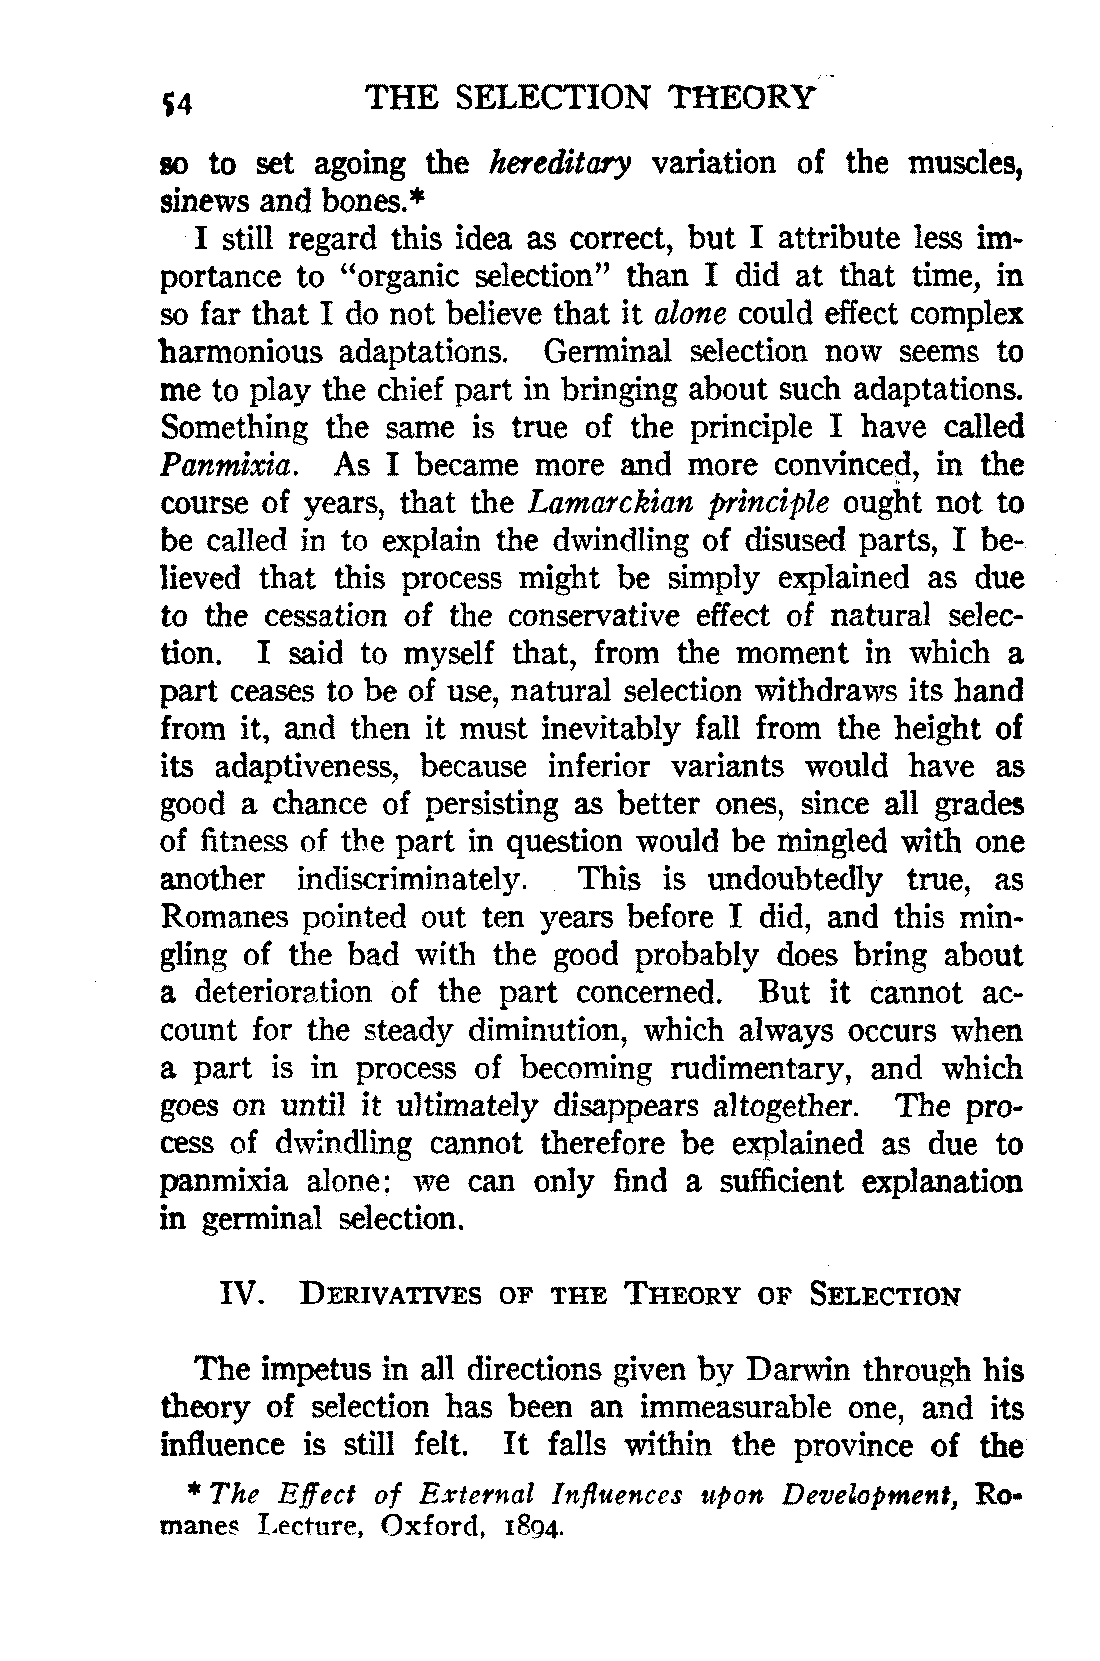 54 THE SELECTION THEORY
so to set agoing the hereditary variation of the muscles,
sinews and bones.*
I still regard this idea as correct, but I attribute less im-
portance to “organic selection” than I did at that time, in
so far that I do not believe that it alone could effect complex
harmonious adaptations. Germinal selection now seems to
me to play the chief part in bringing about such adaptations.
Something the same is true of the principle I have called
Panmixia. As I became more and more convinced, in the
course of years, that the Lamarckian principle ought not to
be called in to explain the dwindling of disused parts, I be-
lieved that this process might be simply explained as due
to the cessation of the conservative effect of natural selec-
tion. I said to myself that, from the moment in which a
part ceases to be of use, natural selection withdraws its hand
from it, and then it must inevitably fall from the height of
its adaptiveness, because inferior variants would have as
good a chance of persisting as better ones, since all grades
of fitness of the part in question would be mingled with one
another indiscriminately. This is undoubtedly true, as
Romanes pointed out ten years before I did, and this min-
gling of the bad with the good probably does bring about
a deterioration of the part concerned. But it cannot ac-
count for the steady diminution, which always occurs when
a part is in process of becoming rudimentary, and which
goes on until it ultimately disappears altogether. The pro-
cess of dwindling cannot therefore be explained as due to
panmixia alone: we can only find a sufficient explanation
in germinal selection.
IV. DERIVATIVES OF THE THEORY OF SELECTION
The impetus in all directions given by Darwin through his
theory of selection has been an immeasurable one, and its
influence is still felt. It falls within the province of the
* The Effect of External Influences upon Development, Ro-
manes Lecture, Oxford, 1894.